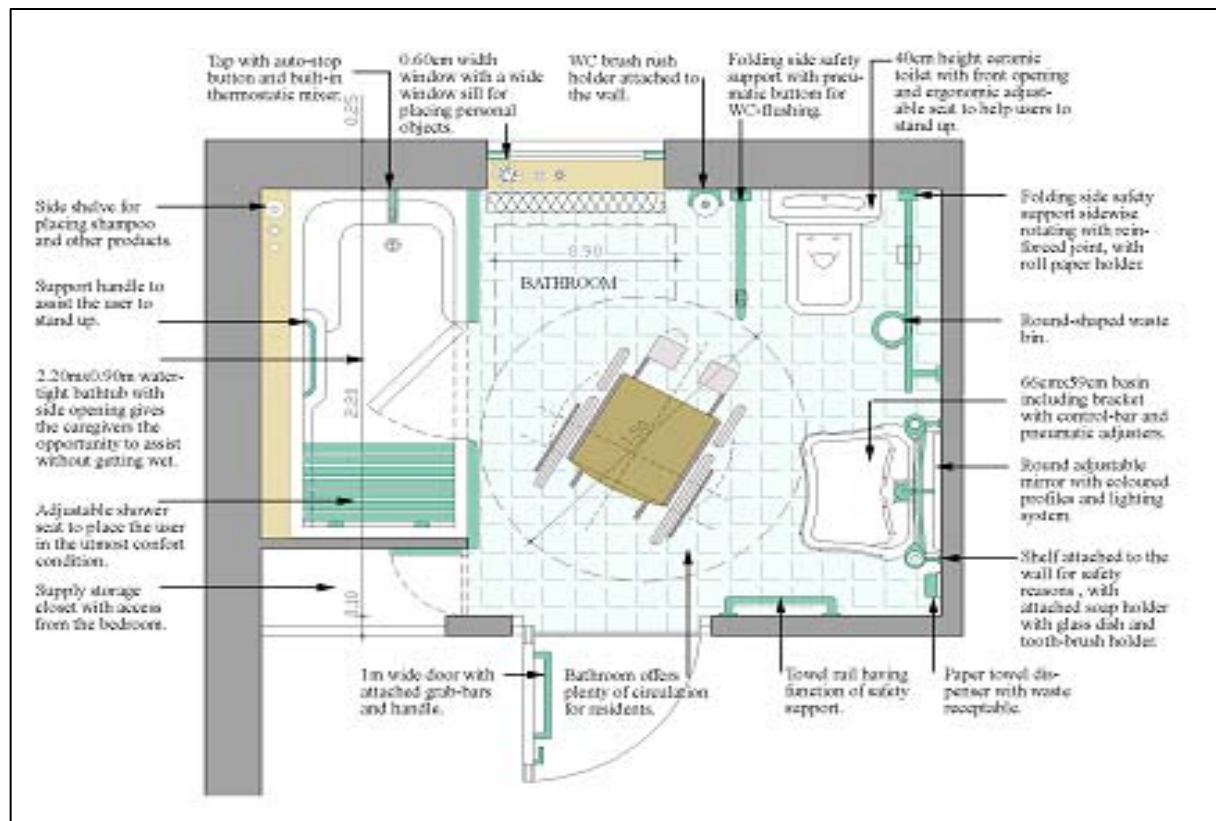 Tap with auto-stop
button and built-in
thermostatic mixer.
0.60cm width
window with a wide
window sill for
placing personal
objects.
WC brush rush
holder attached to
the wall.
Folding side safety
support with pneu-
matic buttom for
WC-flushing.
40cm height ceramic
toilet with front opening
and ergonomic adjust-
able seat to help users to
stand up.
0.25
Side shelve for
placing shampoo
and other products.
Support handle to
assist the user to
stand up.
2.20mx0.90m water-
tight bathtub with
side opening gives
the caregivers the
opportunity to assist
without getting wet.
Adjustable shower
seat to place the user
in the utmost confort
condition.
Supply storage
closet with access
from the bedroom.
BATHROOM
1.50
Folding side safety
support sidewise
rotating with rein-
forced joint, with
roll paper holder.
Round-shaped waste
bin.
66cmx59cm basin
including bracket
with control-bar and
pneumatic adjusters.
Round adjustable
mirror with coloured
profiles and lighting
system.
Shelf attached to the
wall for safety
reasons , with
attached soap holder
with glass dish and
tooth-brush holder.
1m wide door with
attached grab-bars
and handle.
Bathroom offers
plenty of circulation
for residents.
Towel rail having
function of safety
support.
Paper towel dis-
penser with waste
receptable.